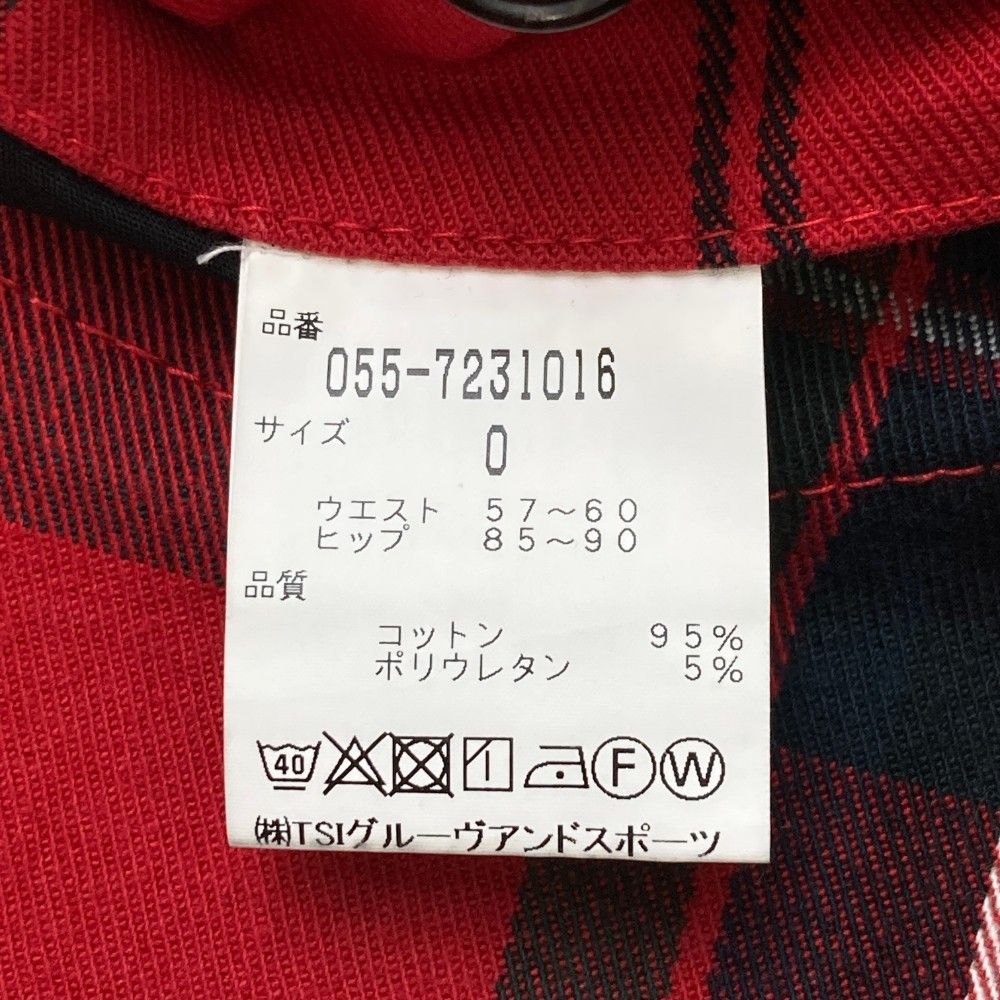 品番
055-7231016
サイズ
0
ウエスト 57～60
ヒップ 85～90
品質
コットン 95%
ポリウレタン 5%
40 F W
㈱TSIグルーヴアンドスポーツ